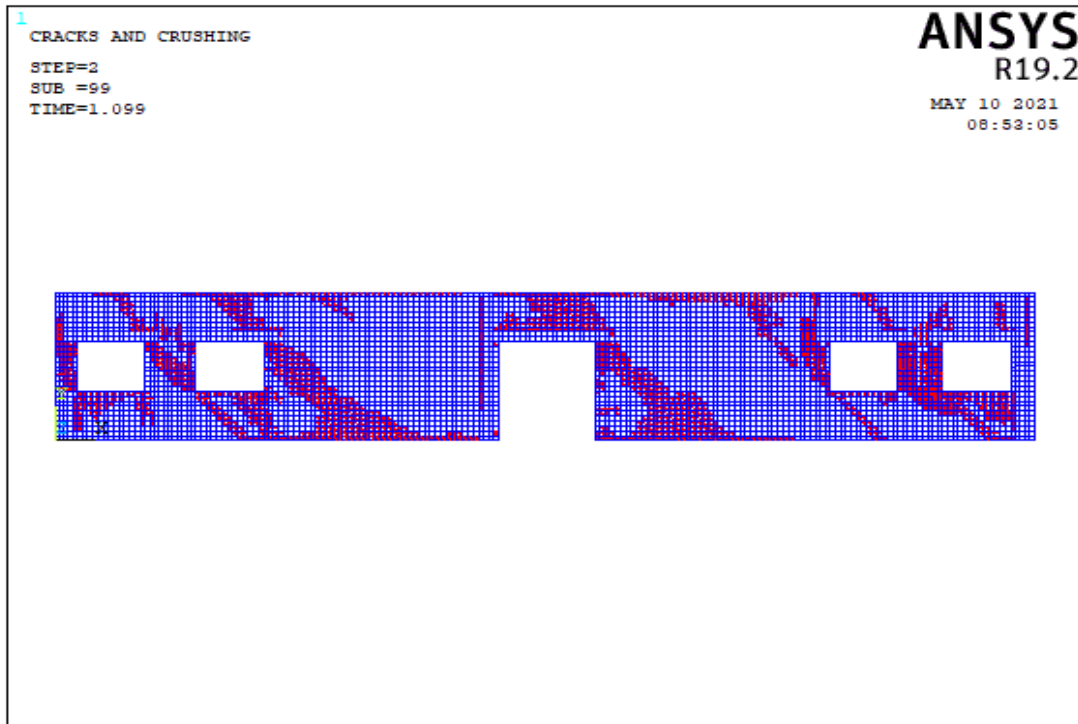 1
CRACKS AND CRUSHING
STEP=2
SUB =99
TIME=1.099
ANSYS
R19.2
MAY 10 2021
08:53:05
X